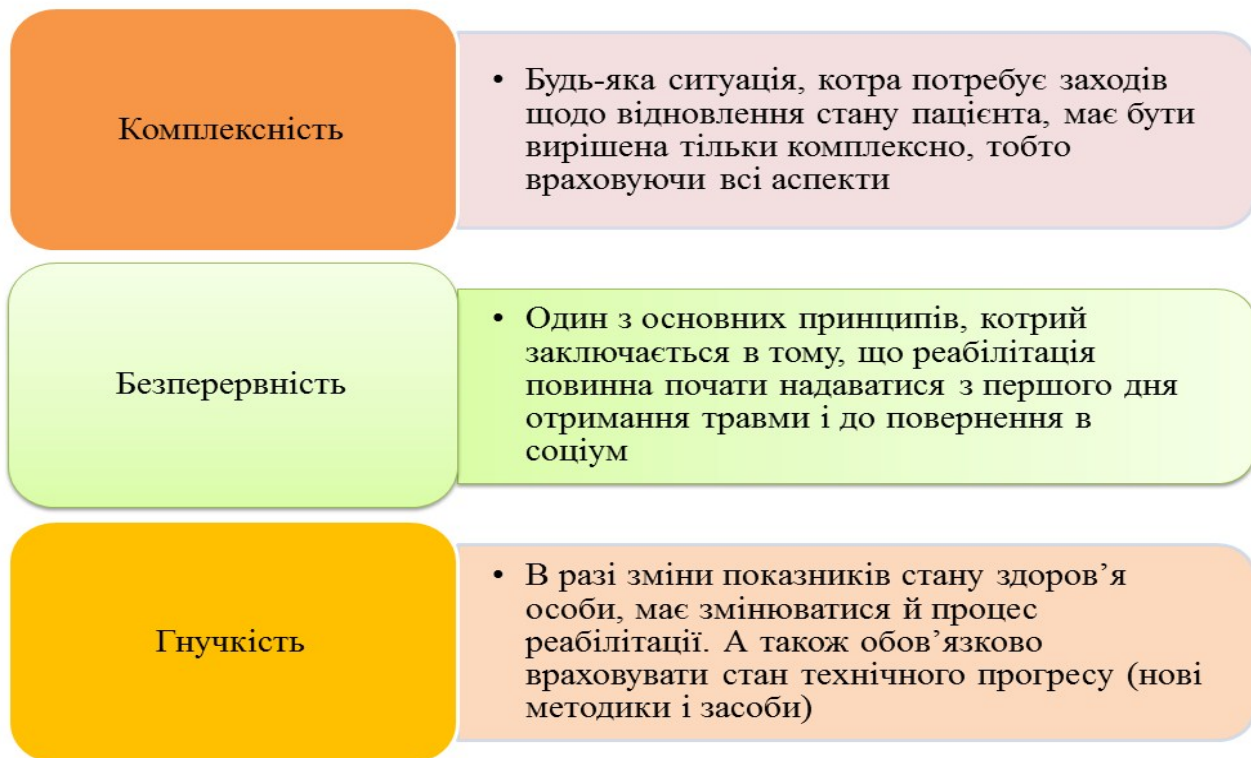 Комплексність
• Будь-яка ситуація, котра потребує заходів
щодо відновлення стану пацієнта, має бути
вирішена тільки комплексно, тобто
враховуючи всі аспекти
Безперервність
• Один з основних принципів, котрий
заключається в тому, що реабілітація
повинна почати надаватися з першого дня
отримання травми і до повернення в
соціум
Гнучкість
• В разі зміни показників стану здоров’я
особи, має змінюватися й процес
реабілітації. А також обов’язково
враховувати стан технічного прогресу (нові
методики і засоби)